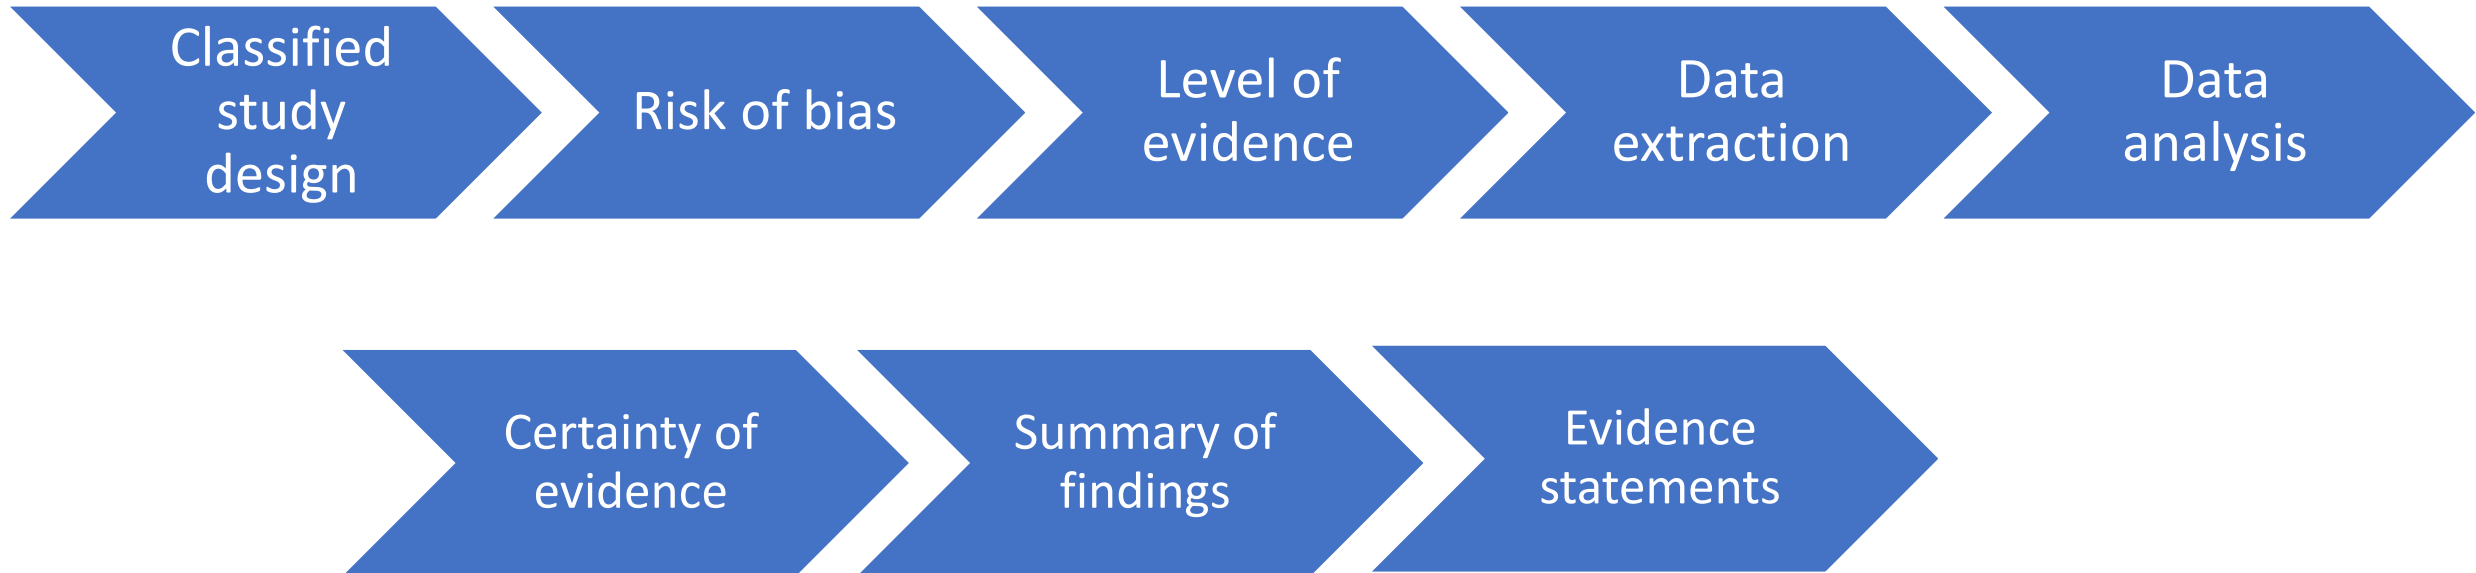 Classified
study
design
Risk of bias
Level of
evidence
Data
extraction
Data
analysis
Certainty of
evidence
Summary of
findings
Evidence
statements